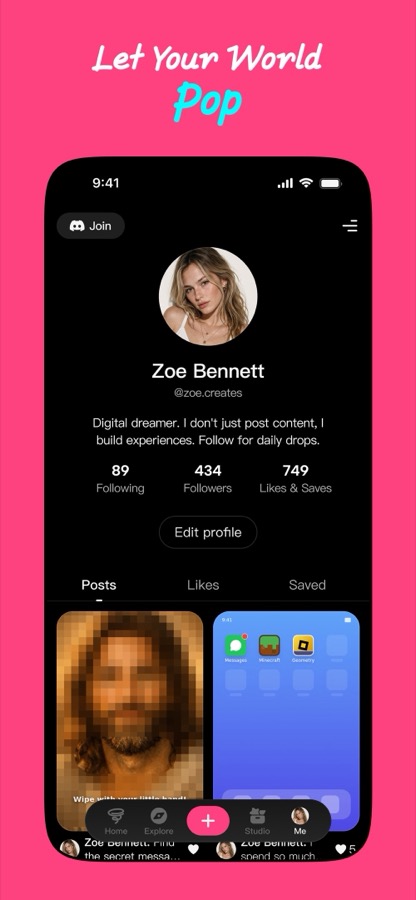 Let Your World
Pop
9:41
Join
Zoe Bennett
@zoe.creates
Digital dreamer. I don't just post content, I
build experiences. Follow for daily drops.
89
434
749
Following
Followers
Likes & Saves
Edit profile
Posts
Likes
Saved
9:41
Messages
Minecraft
Geometry
Wipe with your little hand!
Home
Explore
Studio
Me
Zoe Bennett: Find
the secret messa...
Zoe Bennett: I
spend so much
5